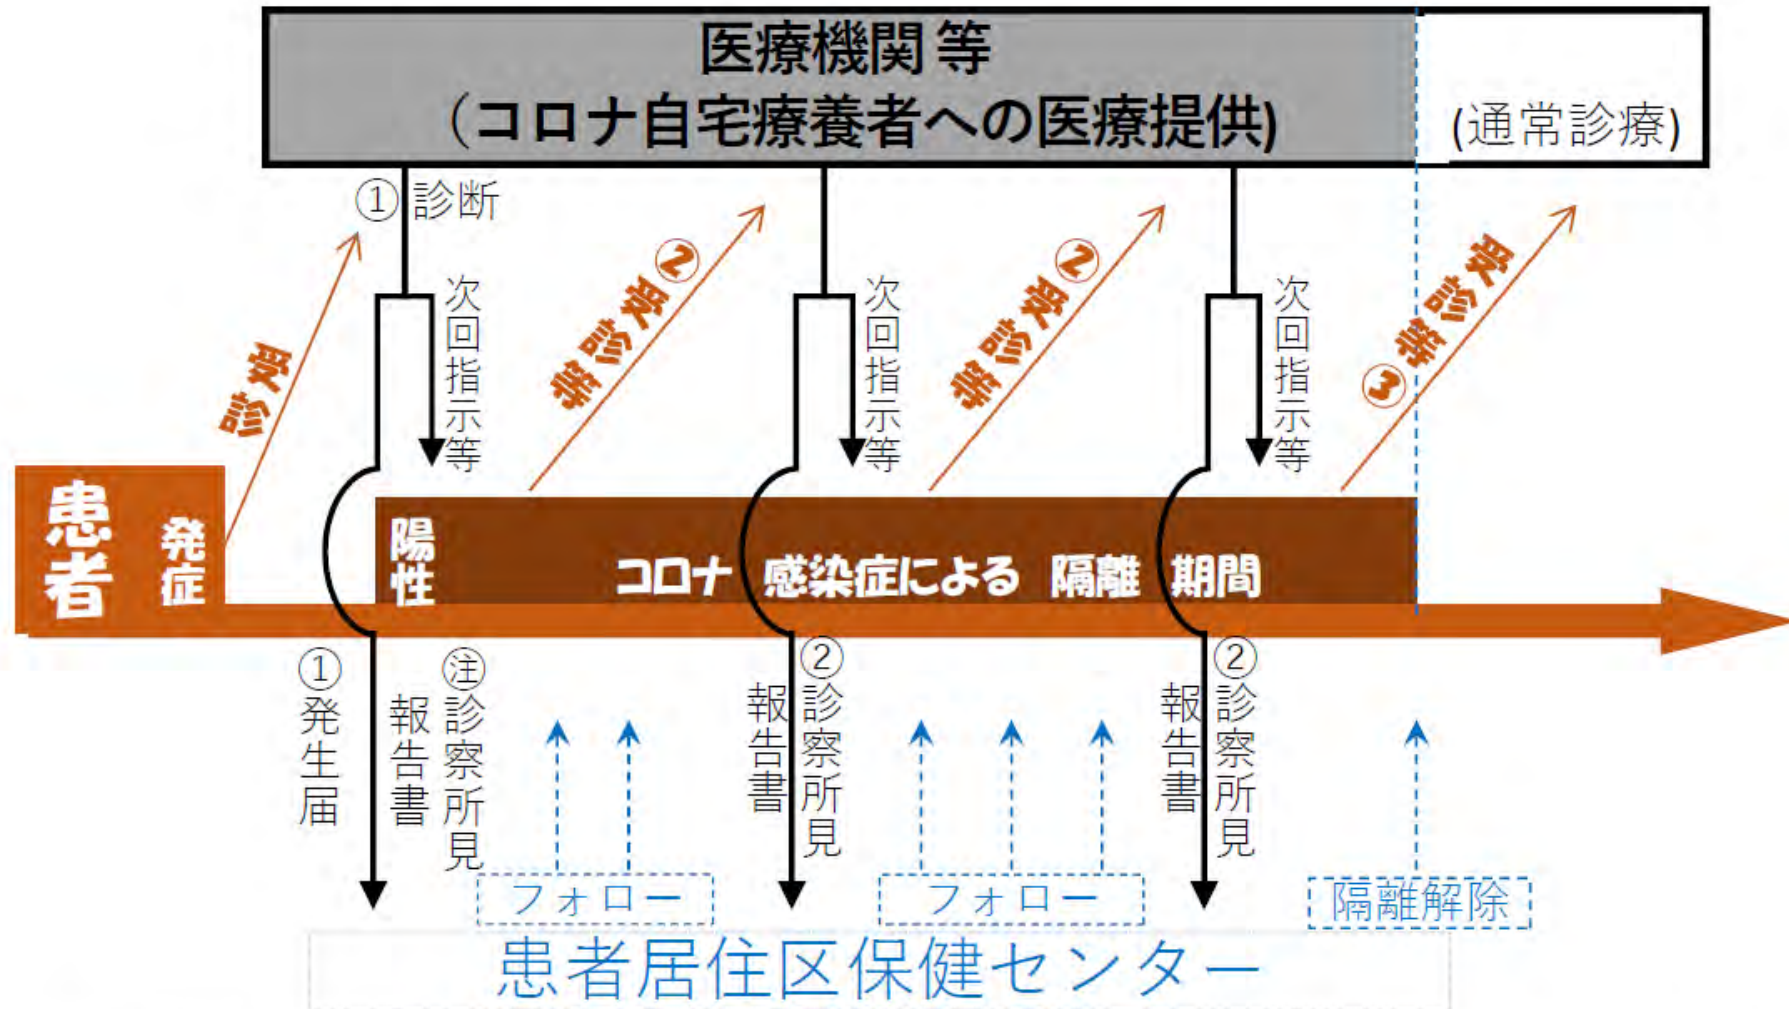 医療機関等
（コロナ自宅療養者への医療提供)
(通常診療)
①診断
次回指示等
次回指示等
次回指示等
受診
受診等②
受診等②
受診等③
患者
発症
陽性
コロナ感染症による隔離期間
①発生届
注診察所見
報告書
②診察所見
報告書
②診察所見
報告書
フォロー
フォロー
隔離解除
患者居住区保健センター